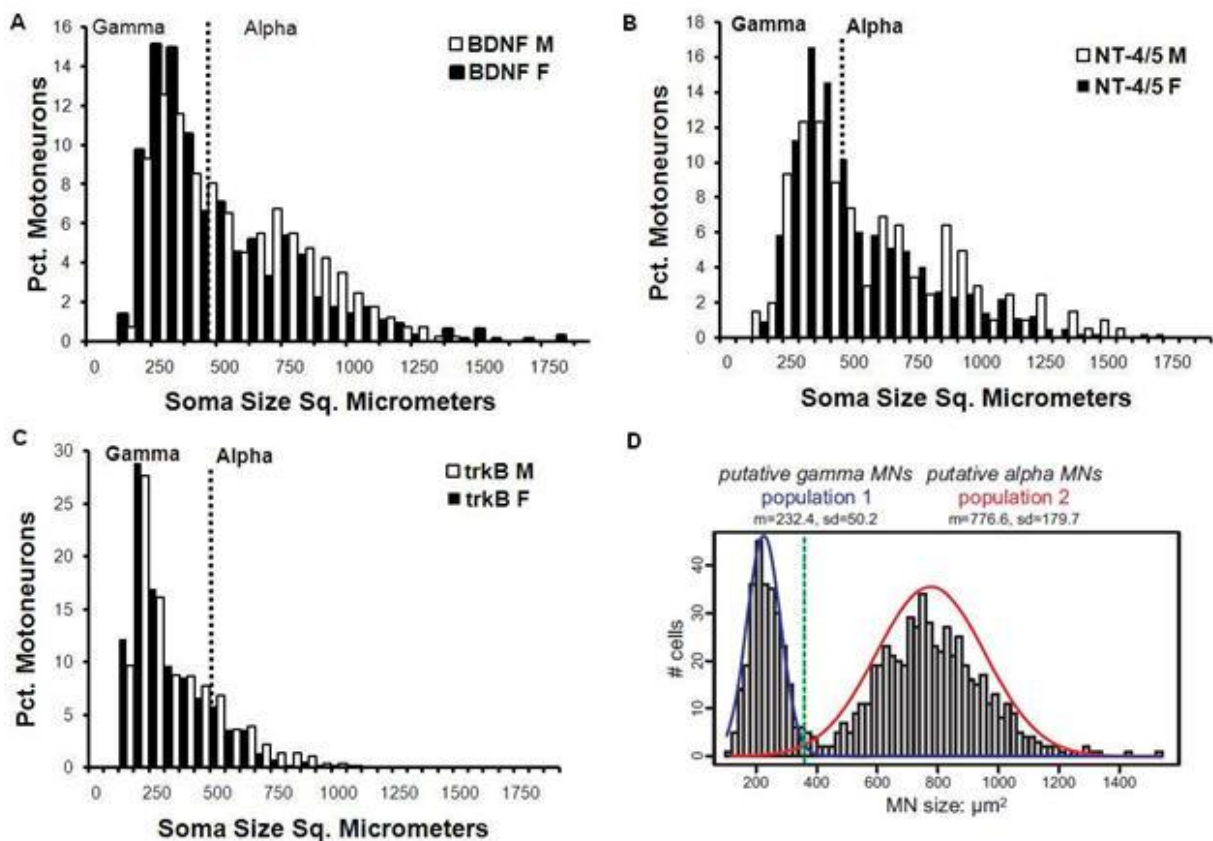 A
Gamma
Alpha
BDNF M
BDNF F
Pct. Motoneurons
16
14
12
10
8
6
4
2
0
0 250 500 750 1000 1250 1500 1750
Soma Size Sq. Micrometers
B
Gamma
Alpha
NT-4/5 M
NT-4/5 F
Pct. Motoneurons
18
16
14
12
10
8
6
4
2
0
0 250 500 750 1000 1250 1500 1750
Soma Size Sq. Micrometers
C
Gamma
Alpha
trkB M
trkB F
Pct. Motoneurons
30
25
20
15
10
5
0
0 250 500 750 1000 1250 1500 1750
Soma Size Sq. Micrometers
D
putative gamma MNs putative alpha MNs
population 1 population 2
m=232.4, sd=50.2 m=776.6, sd=179.7
# cells
40
30
20
10
0
200 400 600 800 1000 1200 1400
MN size: µm²